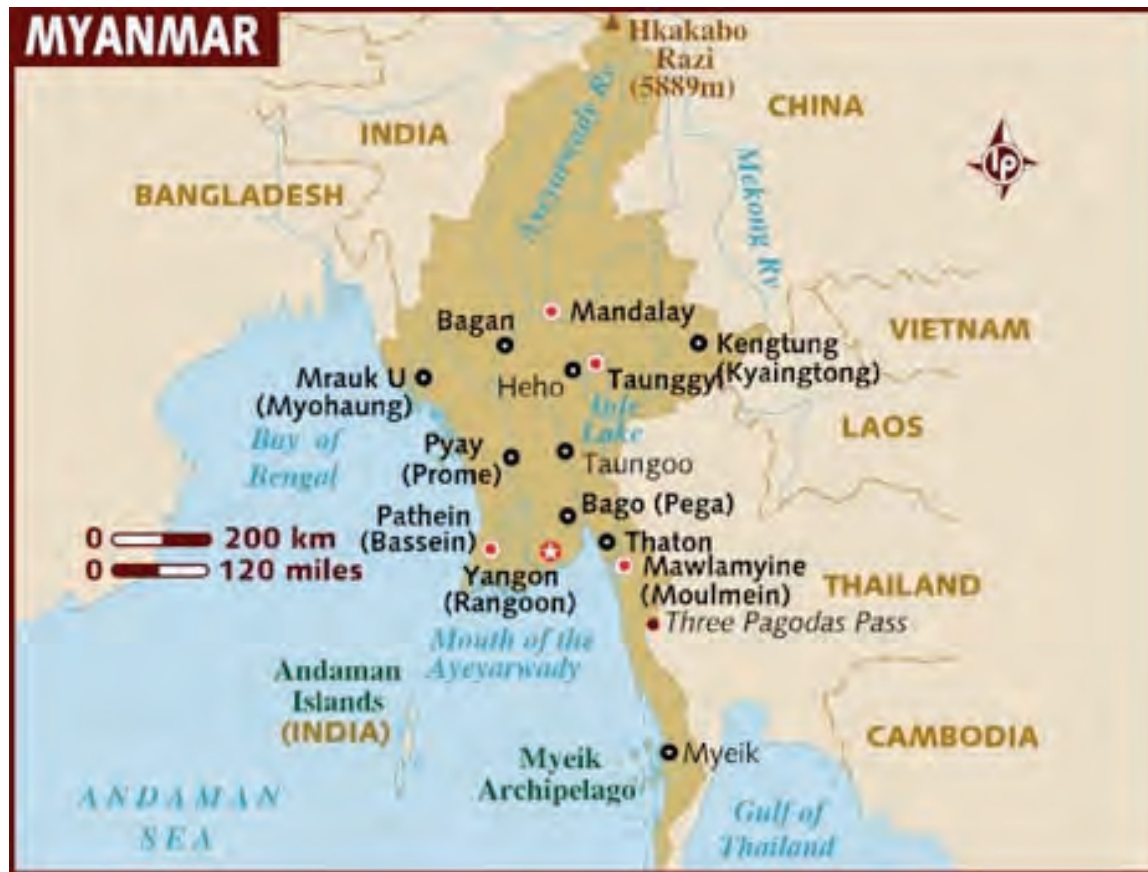 MYANMAR
Hkakabo
Razi
(5889m)
CHINA
INDIA
Ayeyarwady Rv
lp
BANGLADESH
Mekong Rv
Bagan
Mandalay
VIETNAM
Kengtung
(Kyaingtong)
Mrauk U
(Myohaung)
Heho
Taunggyi
Inle
Lake
LAOS
Bay of
Bengal
Pyay
(Prome)
Taungoo
Bago (Pega)
Pathein
(Bassein)
0 200 km
0 120 miles
Thaton
Yangon
(Rangoon)
Mawlamyine
(Moulmein)
THAILAND
Three Pagodas Pass
Mouth of the
Ayeyarwady
Andaman
Islands
(INDIA)
CAMBODIA
Myeik
Myeik
Archipelago
ANDAMAN
SEA
Gulf of
Thailand